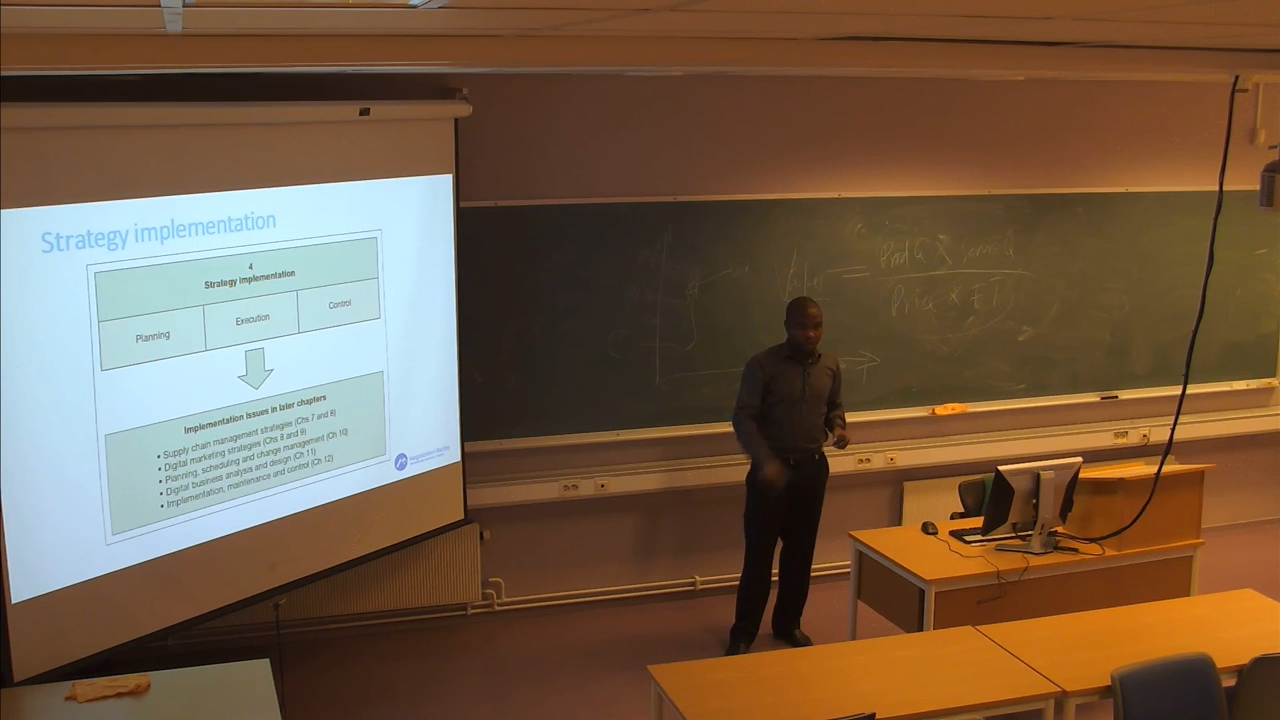 Strategy implementation
4
Strategy implementation
Planning
Execution
Control
Implementation issues in later chapters
• Supply chain management strategies (Chs 7 and 8)
• Digital marketing strategies (Chs 8 and 9)
• Planning, scheduling and change management (Ch 10)
• Digital business analysis and design (Ch 11)
• Implementation, maintenance and control (Ch 12)
= Prod Q X
Price X